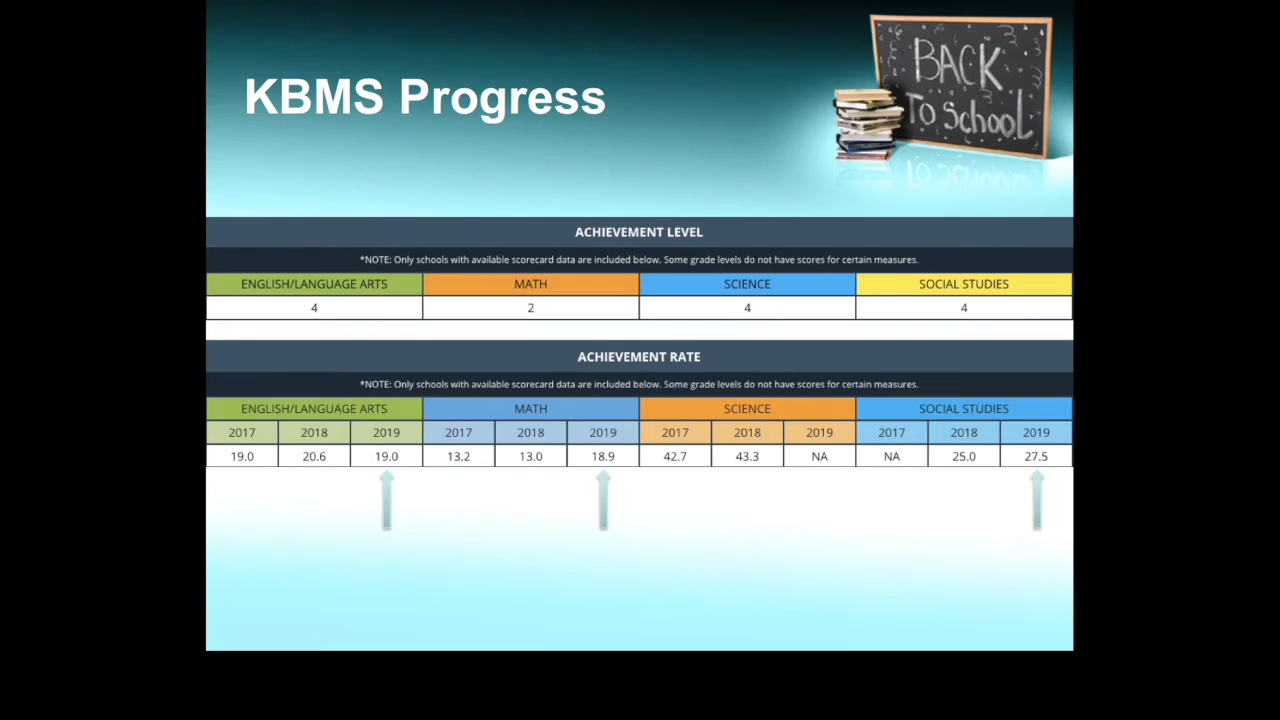 KBMS Progress
BACK
To School
ACHIEVEMENT LEVEL
*NOTE: Only schools with available scorecard data are included below. Some grade levels do not have scores for certain measures.
ENGLISH/LANGUAGE ARTS MATH SCIENCE SOCIAL STUDIES
4 2 4 4
ACHIEVEMENT RATE
*NOTE: Only schools with available scorecard data are included below. Some grade levels do not have scores for certain measures.
ENGLISH/LANGUAGE ARTS MATH SCIENCE SOCIAL STUDIES
2017 2018 2019 2017 2018 2019 2017 2018 2019 2017 2018 2019
19.0 20.6 19.0 13.2 13.0 18.9 42.7 43.3 NA NA 25.0 27.5